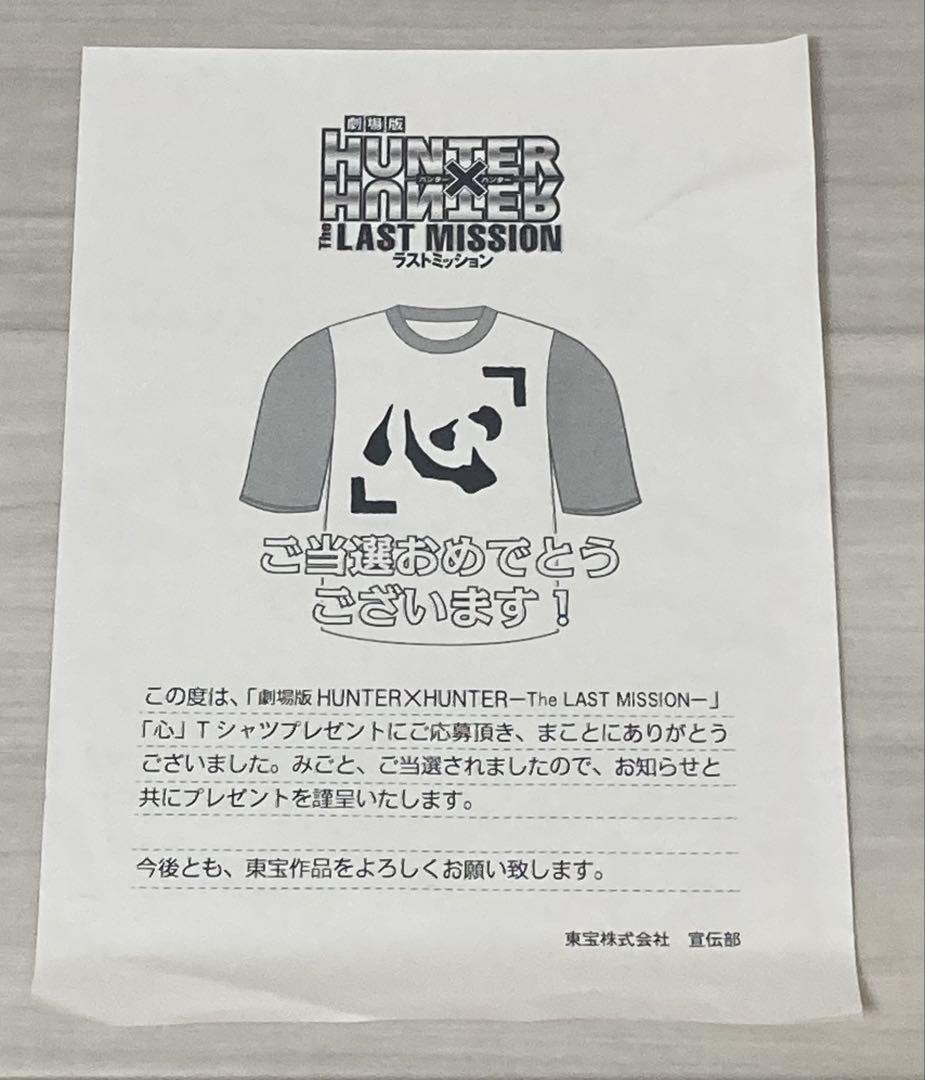 劇場版
HUNTER×HUNTER
ハンター ハンター
The LAST MISSION
ラストミッション
心
ご当選おめでとう
ございます！
この度は、「劇場版 HUNTER×HUNTER－The LAST MISSION－」
「心」Tシャツプレゼントにご応募頂き、まことにありがとう
ございました。みごと、ご当選されましたので、お知らせと
共にプレゼントを謹呈いたします。
今後とも、東宝作品をよろしくお願い致します。
東宝株式会社 宣伝部